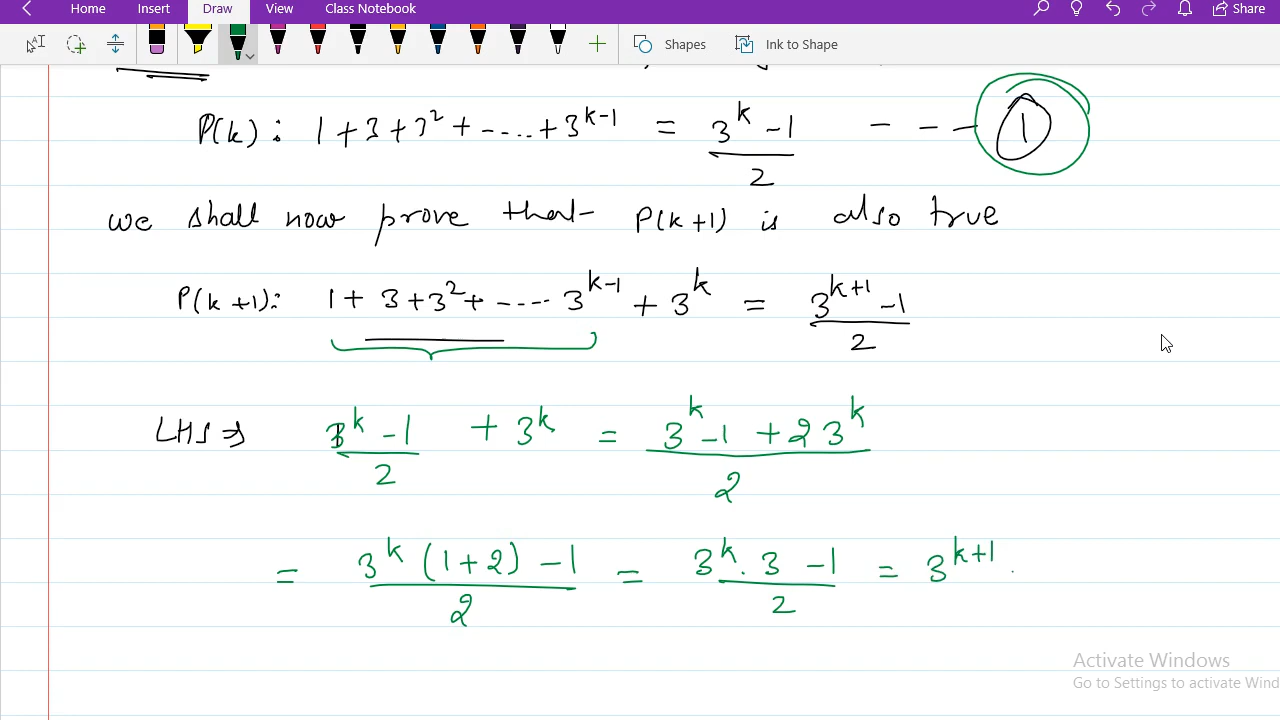 Home Insert Draw View Class Notebook Share
Shapes Ink to Shape
P(k) : 1 + 3 + 3² + -.... + 3^(k-1) = (3^k - 1)/2 - - - 1
we shall now prove that P(k+1) is also true
P(k+1): 1 + 3 + 3² + -.... 3^(k-1) + 3^k = (3^(k+1) - 1)/2
LHS ⇒ (3^k - 1)/2 + 3^k = (3^k - 1 + 2 3^k)/2
= (3^k (1+2) - 1)/2 = (3^k . 3 - 1)/2 = 3^(k+1)
Activate Windows
Go to Settings to activate Wind